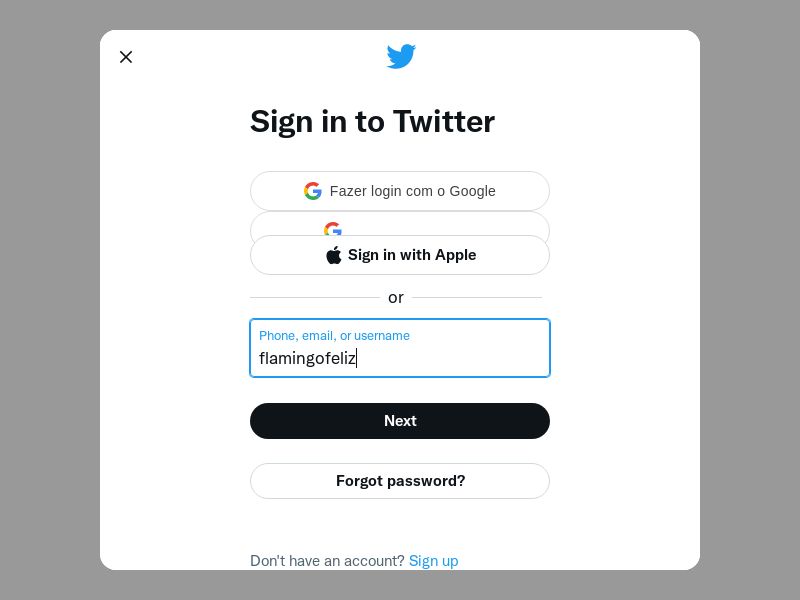 Sign in to Twitter
Fazer login com o Google
Sign in with Apple
or
Phone, email, or username
flamingofeliz
Next
Forgot password?
Don't have an account? Sign up